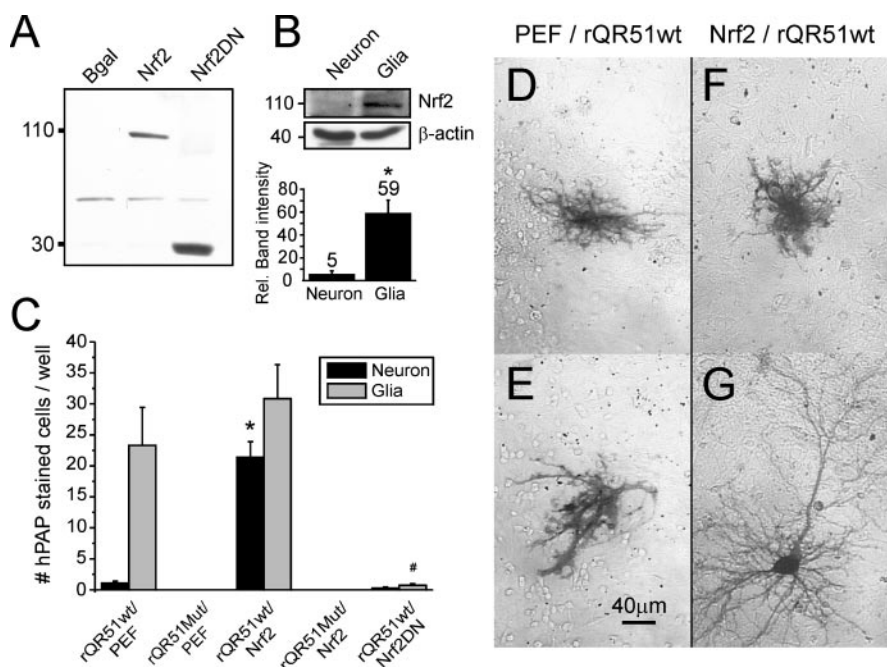 A
Bgal
Nrf2
Nrf2DN
110
30
B
Neuron
Glia
110
Nrf2
40
β-actin
Rel. Band intensity
80
60
40
20
0
5
*
59
Neuron
Glia
C
# hPAP stained cells / well
40
35
30
25
20
15
10
5
0
Neuron
Glia
*
#
rQR51wt/
PEF
rQR51Mut/
PEF
rQR51wt/
Nrf2
rQR51Mut/
Nrf2
rQR51wt/
Nrf2DN
PEF / rQR51wt
Nrf2 / rQR51wt
D
F
E
G
40µm